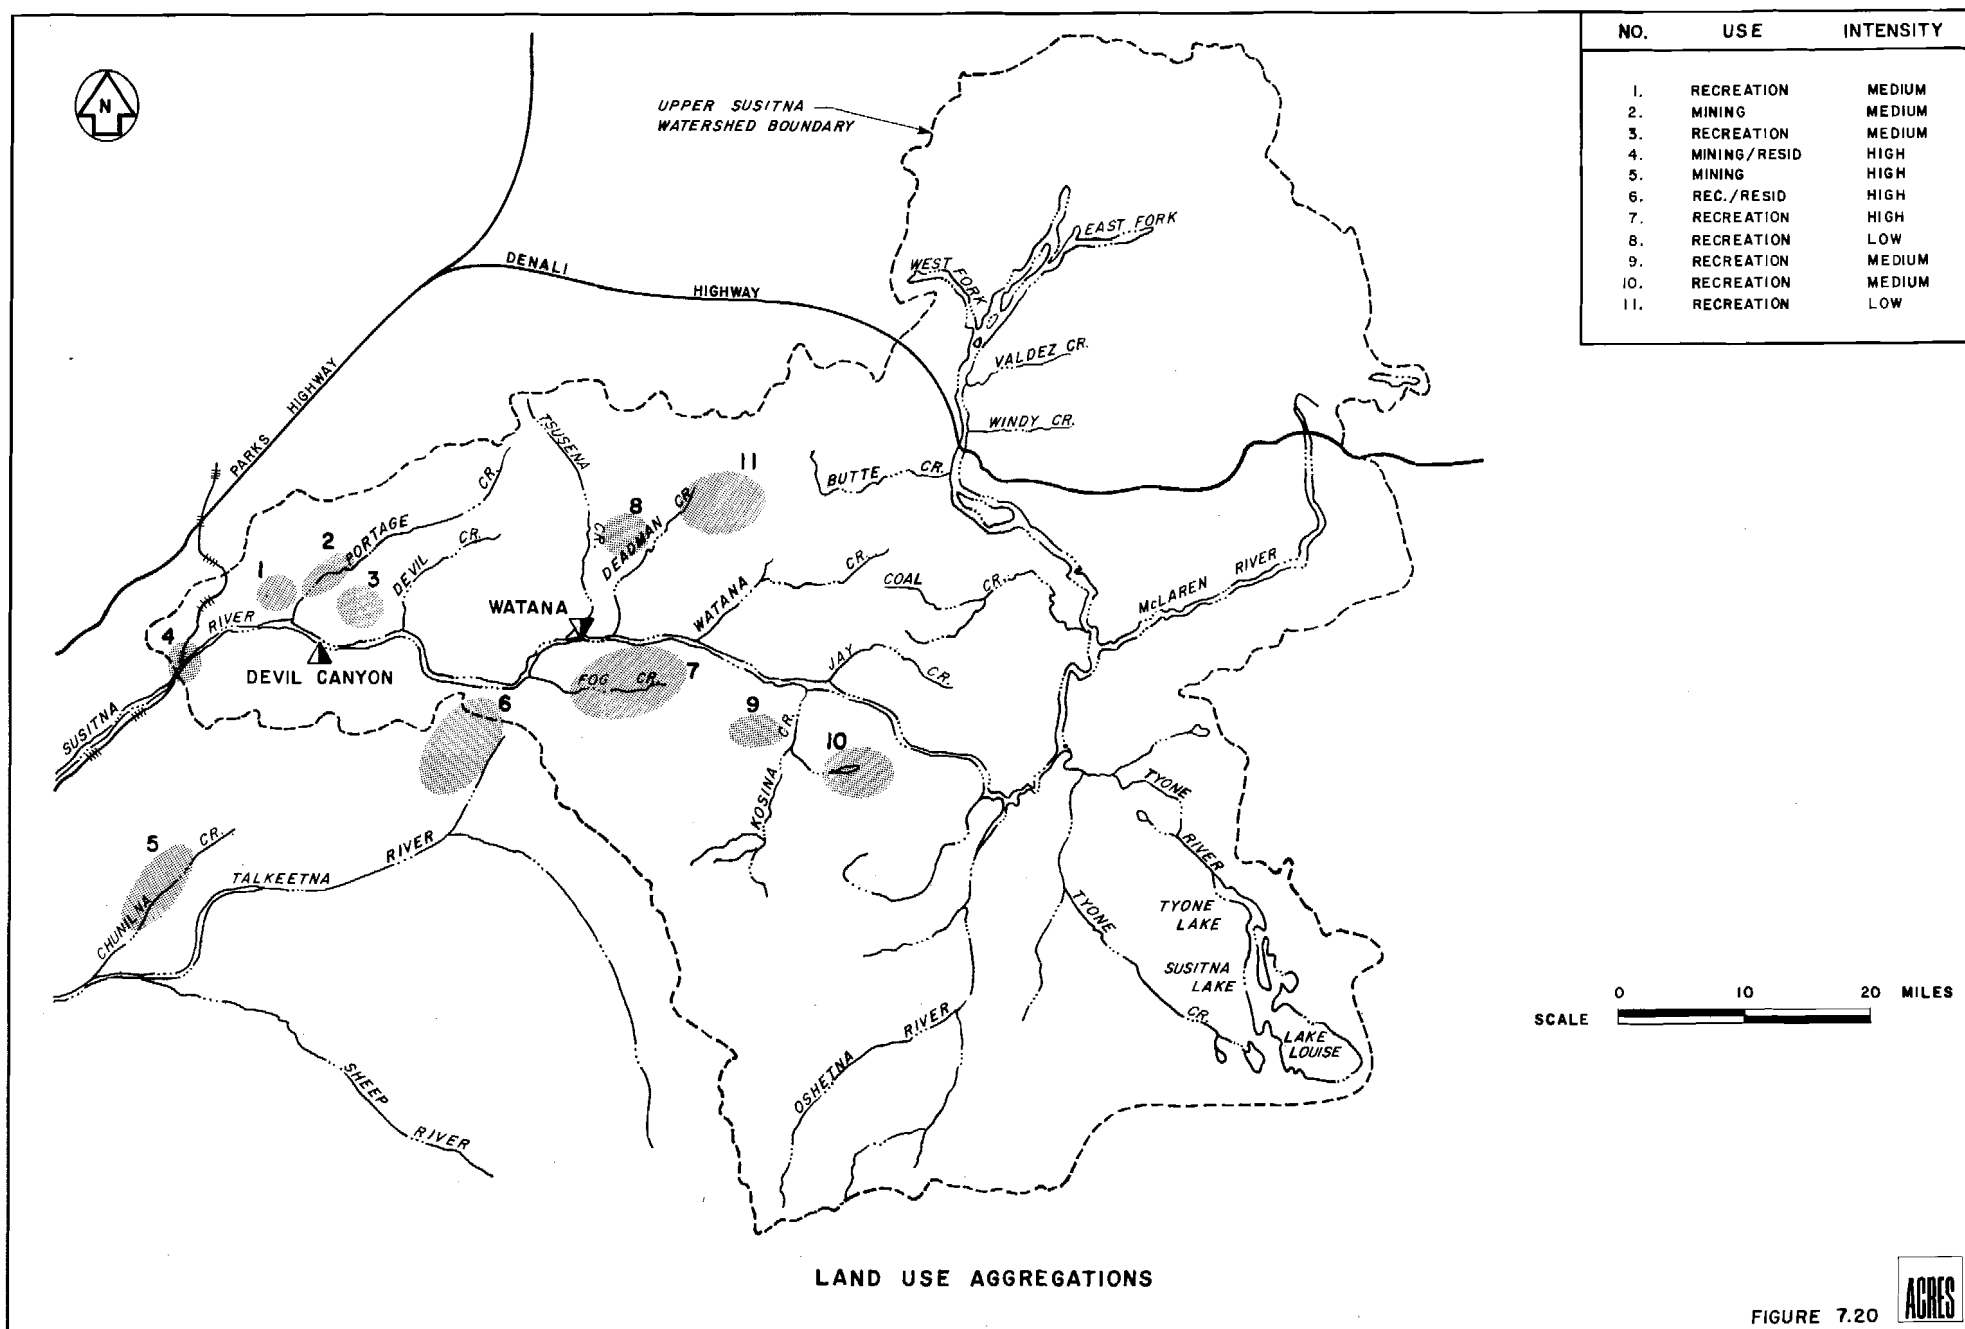 NO. USE INTENSITY
1. RECREATION MEDIUM
2. MINING MEDIUM
3. RECREATION MEDIUM
4. MINING/RESID HIGH
5. MINING HIGH
6. REC./RESID HIGH
7. RECREATION HIGH
8. RECREATION LOW
9. RECREATION MEDIUM
10. RECREATION MEDIUM
11. RECREATION LOW
N
UPPER SUSITNA
WATERSHED BOUNDARY
EAST FORK
WEST FORK
DENALI
HIGHWAY
VALDEZ CR.
PARKS
HIGHWAY
WINDY CR.
TSUSENA
CR.
BUTTE CR.
11
8
DEADMAN CR.
PORTAGE CR.
2
DEVIL CR.
1
3
WATANA
WATANA CR.
COAL CR.
McLAREN RIVER
4
SUSITNA RIVER
DEVIL CANYON
FOG CR.
7
JAY CR.
6
9
10
KOSINA CR.
TYONE
RIVER
5
CHUNILNA CR.
TALKEETNA RIVER
TYONE
LAKE
TYONE
CR.
SUSITNA
LAKE
LAKE
LOUISE
OSHETNA RIVER
SHEEP
RIVER
0 10 20 MILES
SCALE
LAND USE AGGREGATIONS
FIGURE 7.20
ACRES